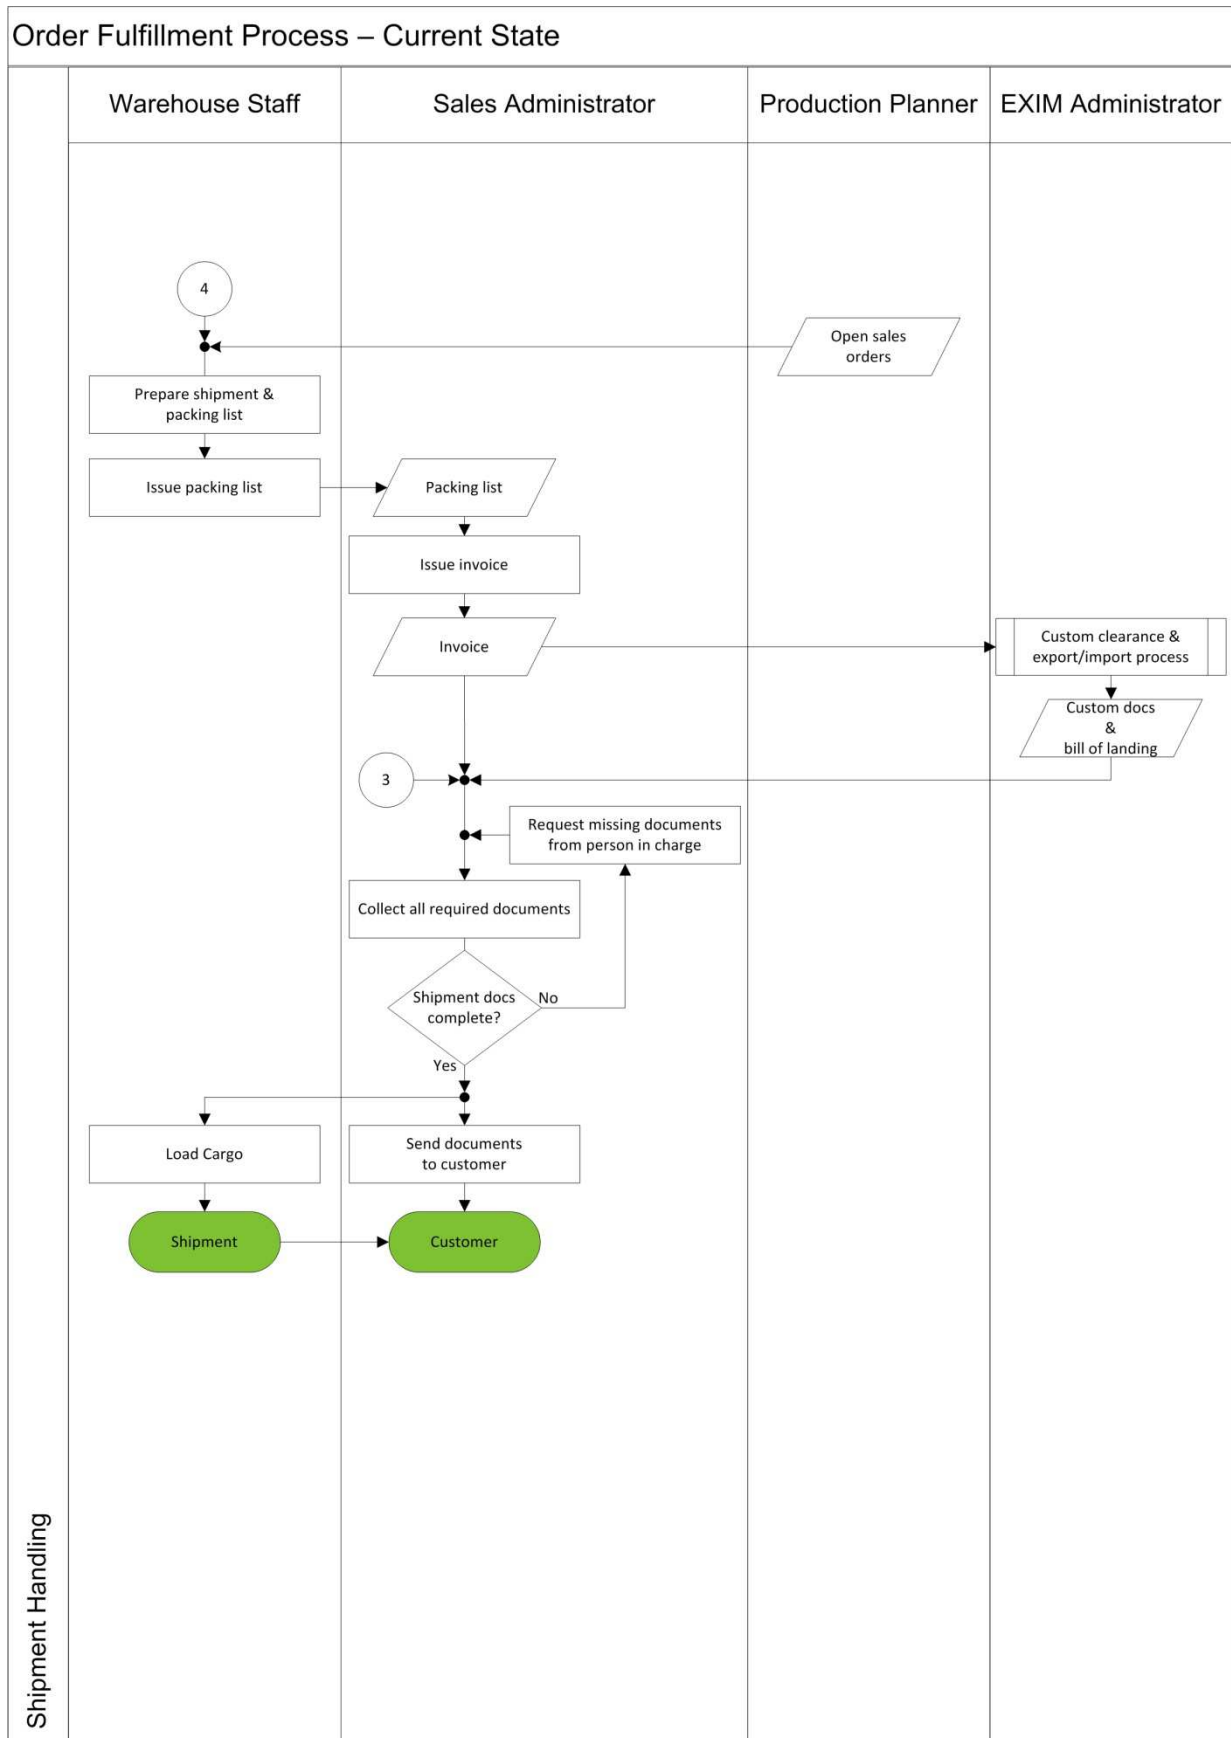 Order Fulfillment Process – Current State
Warehouse Staff
Sales Administrator
Production Planner
EXIM Administrator
4
Open sales
orders
Prepare shipment &
packing list
Issue packing list
Packing list
Issue invoice
Invoice
Custom clearance &
export/import process
Custom docs
&
bill of landing
3
Request missing documents
from person in charge
Collect all required documents
Shipment docs
complete?
No
Yes
Load Cargo
Send documents
to customer
Shipment
Customer
Shipment Handling